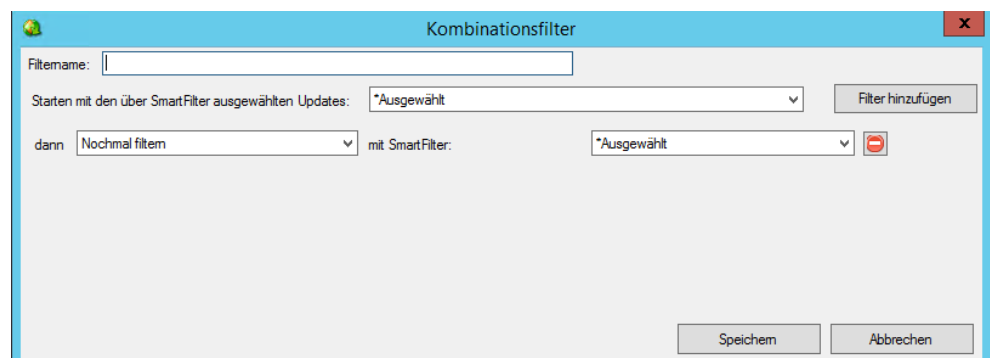 Kombinationsfilter
x
Filtername:
Starten mit den über SmartFilter ausgewählten Updates: *Ausgewählt Filter hinzufügen
dann Nochmal filtern mit SmartFilter: *Ausgewählt
Speichern Abbrechen